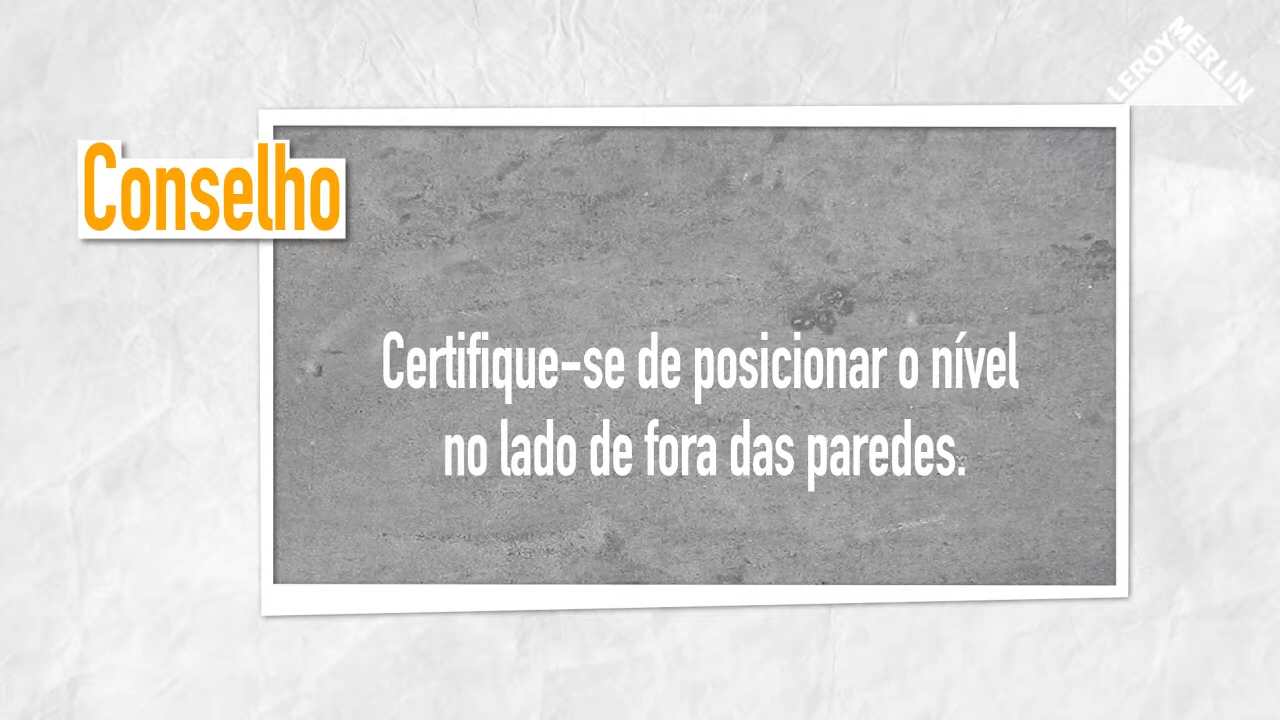 LEROY MERLIN
Conselho
Certifique-se de posicionar o nível
no lado de fora das paredes.